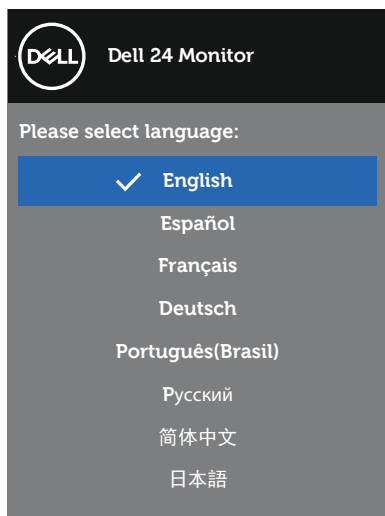 DELL
Dell 24 Monitor
Please select language:
English
Español
Français
Deutsch
Português(Brasil)
Русский
简体中文
日本語